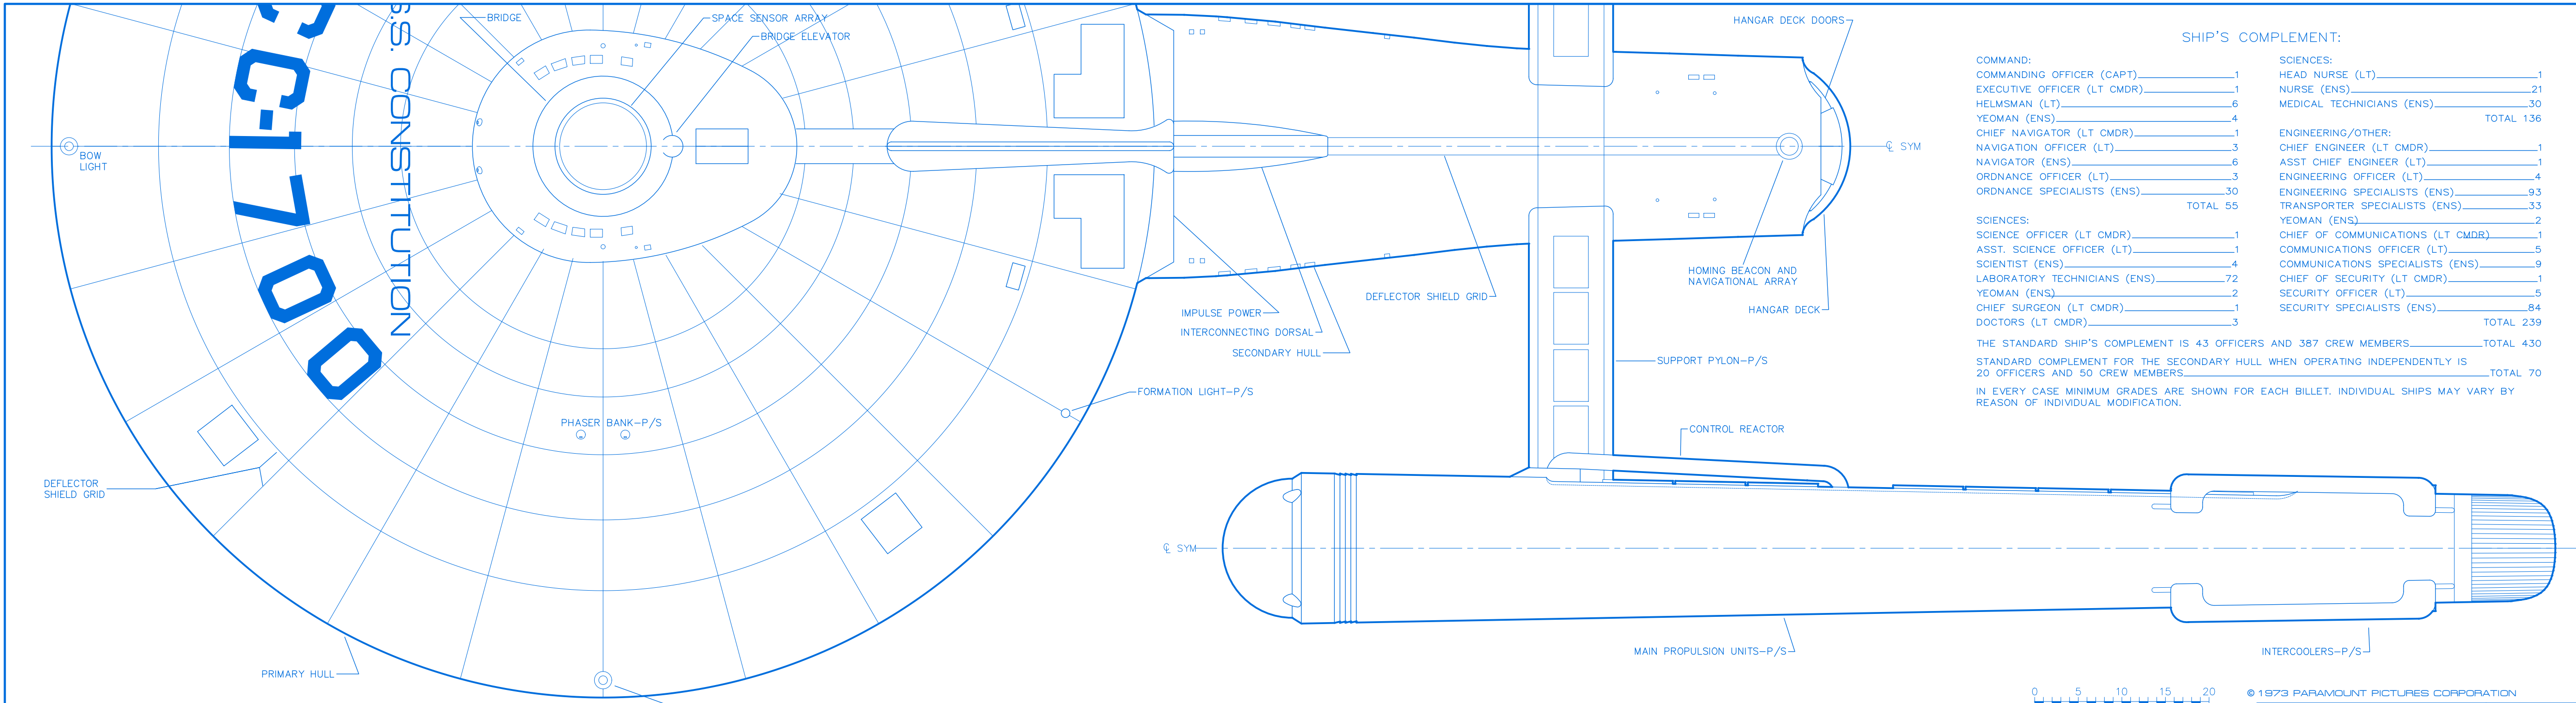 BRIDGE
SPACE SENSOR ARRAY
BRIDGE ELEVATOR
BOW
LIGHT
C-1700
S. CONSTITUTION
DEFLECTOR
SHIELD GRID
PHASER BANK-P/S
PRIMARY HULL
FORMATION LIGHT-P/S
IMPULSE POWER
INTERCONNECTING DORSAL
SECONDARY HULL
DEFLECTOR SHIELD GRID
HANGAR DECK DOORS
℄ SYM
HOMING BEACON AND
NAVIGATIONAL ARRAY
HANGAR DECK
SUPPORT PYLON-P/S
CONTROL REACTOR
℄ SYM
MAIN PROPULSION UNITS-P/S
INTERCOOLERS-P/S
SHIP'S COMPLEMENT:
COMMAND:
COMMANDING OFFICER (CAPT) 1
EXECUTIVE OFFICER (LT CMDR) 1
HELMSMAN (LT) 6
YEOMAN (ENS) 4
CHIEF NAVIGATOR (LT CMDR) 1
NAVIGATION OFFICER (LT) 3
NAVIGATOR (ENS) 6
ORDNANCE OFFICER (LT) 3
ORDNANCE SPECIALISTS (ENS) 30
TOTAL 55
SCIENCES:
SCIENCE OFFICER (LT CMDR) 1
ASST. SCIENCE OFFICER (LT) 1
SCIENTIST (ENS) 4
LABORATORY TECHNICIANS (ENS) 72
YEOMAN (ENS) 2
CHIEF SURGEON (LT CMDR) 1
DOCTORS (LT CMDR) 3
SCIENCES:
HEAD NURSE (LT) 1
NURSE (ENS) 21
MEDICAL TECHNICIANS (ENS) 30
TOTAL 136
ENGINEERING/OTHER:
CHIEF ENGINEER (LT CMDR) 1
ASST CHIEF ENGINEER (LT) 1
ENGINEERING OFFICER (LT) 4
ENGINEERING SPECIALISTS (ENS) 93
TRANSPORTER SPECIALISTS (ENS) 33
YEOMAN (ENS) 2
CHIEF OF COMMUNICATIONS (LT CMDR) 1
COMMUNICATIONS OFFICER (LT) 5
COMMUNICATIONS SPECIALISTS (ENS) 9
CHIEF OF SECURITY (LT CMDR) 1
SECURITY OFFICER (LT) 5
SECURITY SPECIALISTS (ENS) 84
TOTAL 239
THE STANDARD SHIP'S COMPLEMENT IS 43 OFFICERS AND 387 CREW MEMBERS TOTAL 430
STANDARD COMPLEMENT FOR THE SECONDARY HULL WHEN OPERATING INDEPENDENTLY IS
20 OFFICERS AND 50 CREW MEMBERS TOTAL 70
IN EVERY CASE MINIMUM GRADES ARE SHOWN FOR EACH BILLET. INDIVIDUAL SHIPS MAY VARY BY
REASON OF INDIVIDUAL MODIFICATION.
0 5 10 15 20
© 1973 PARAMOUNT PICTURES CORPORATION